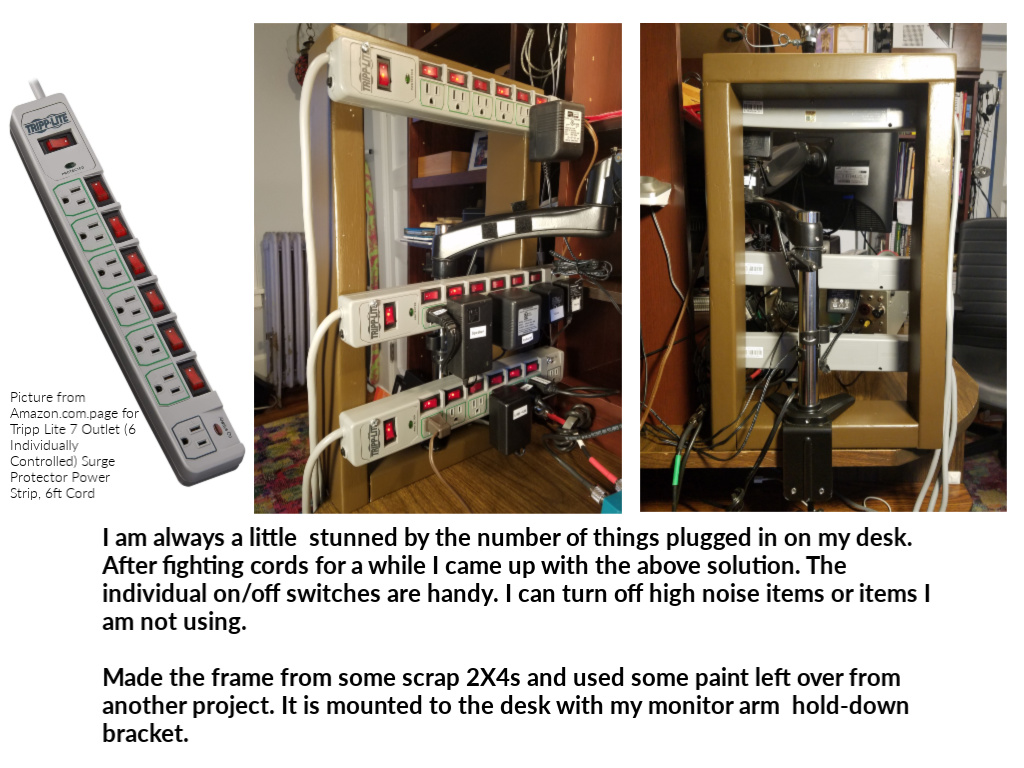 TRIPP·LITE
PROTECTED
TRIPP·LITE
TRIPP·LITE
TRIPP·LITE
Picture from
Amazon.com.page for
Tripp Lite 7 Outlet (6
Individually
Controlled) Surge
Protector Power
Strip, 6ft Cord
I am always a little  stunned by the number of things plugged in on my desk.
After fighting cords for a while I came up with the above solution. The
individual on/off switches are handy. I can turn off high noise items or items I
am not using.
Made the frame from some scrap 2X4s and used some paint left over from
another project. It is mounted to the desk with my monitor arm  hold-down
bracket.